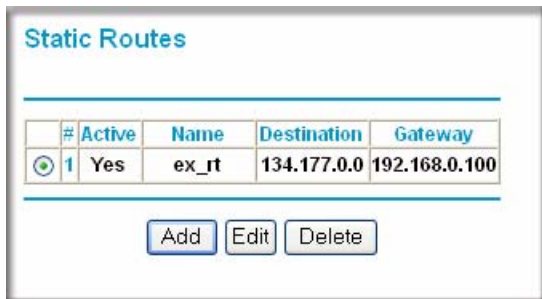 Static Routes
# Active Name Destination Gateway
1 Yes ex_rt 134.177.0.0 192.168.0.100
Add Edit Delete